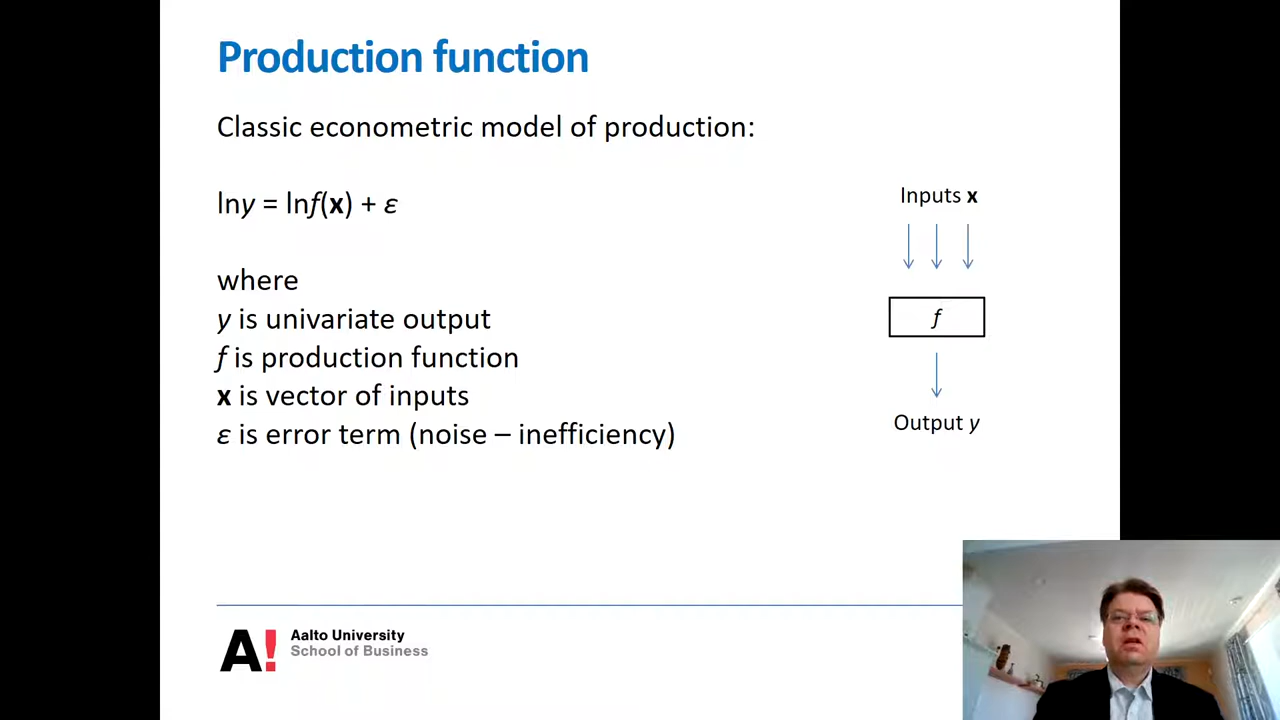 Production function
Classic econometric model of production:
lny = lnf(x) + ε
where
y is univariate output
f is production function
x is vector of inputs
ε is error term (noise – inefficiency)
Inputs x
f
Output y
A!
Aalto University
School of Business